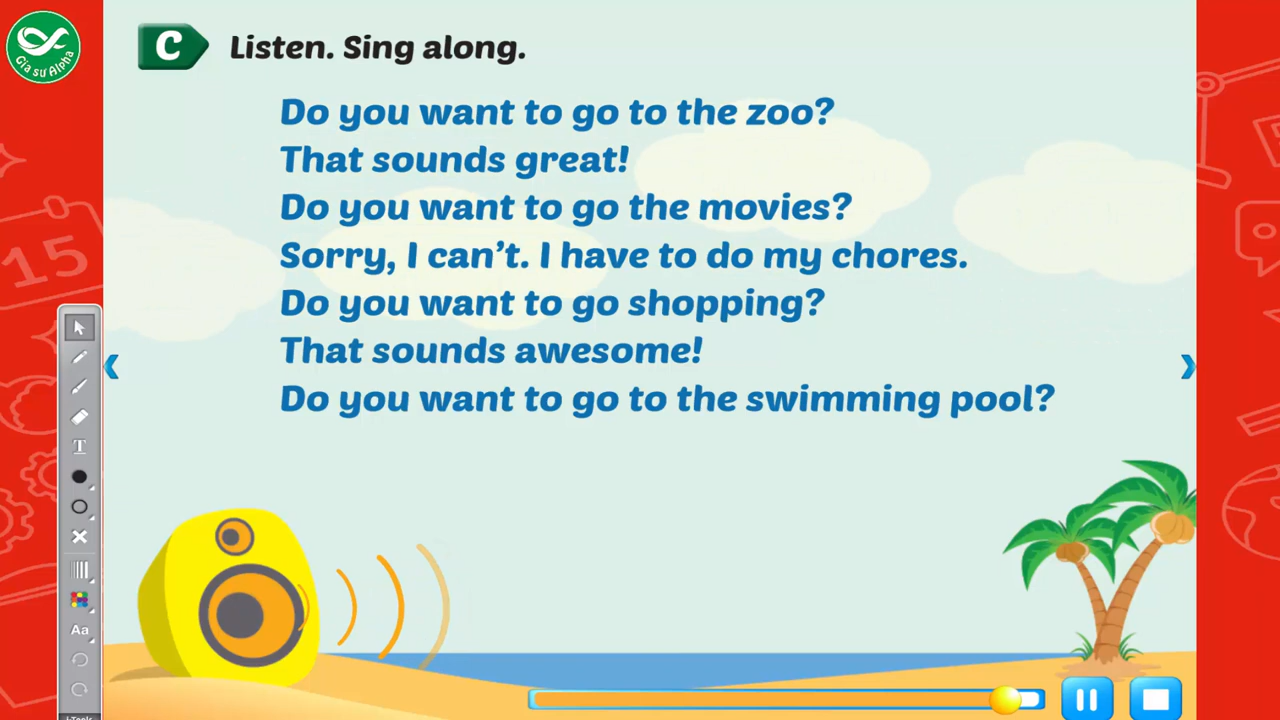 Gia sư Alpha
C
Listen. Sing along.
Do you want to go to the zoo?
That sounds great!
Do you want to go the movies?
Sorry, I can't. I have to do my chores.
Do you want to go shopping?
That sounds awesome!
Do you want to go to the swimming pool?
15
T
Aa
i-Tools